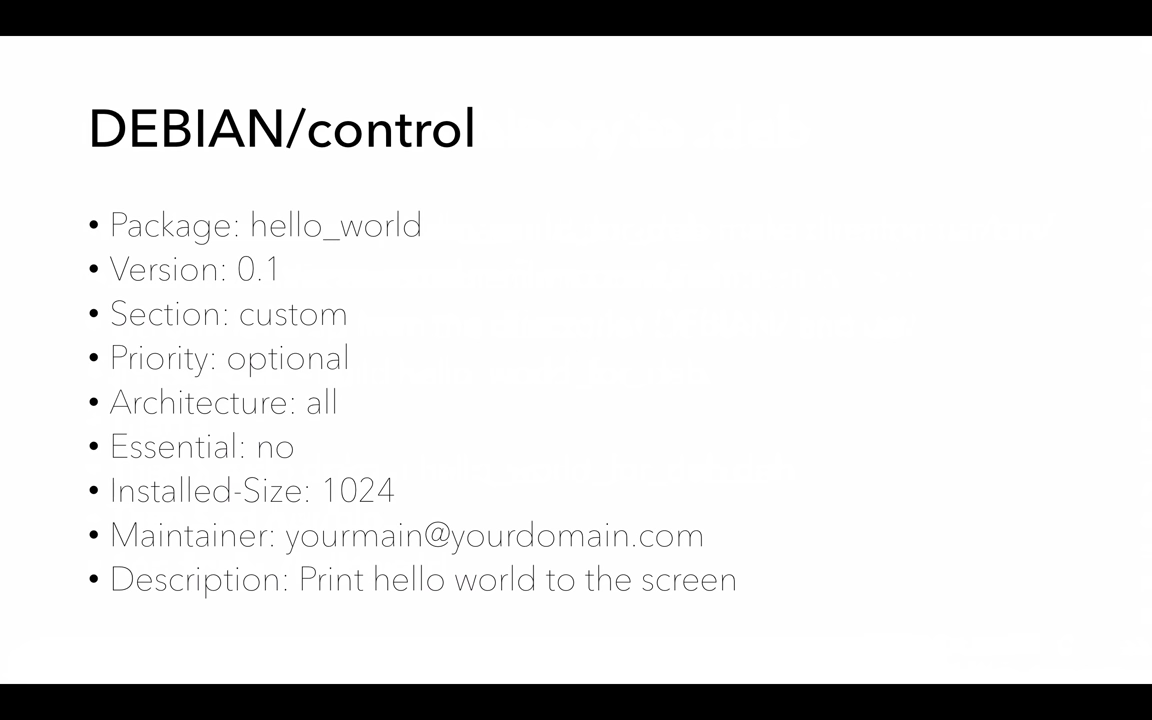 DEBIAN/control
• Package: hello_world
• Version: 0.1
• Section: custom
• Priority: optional
• Architecture: all
• Essential: no
• Installed-Size: 1024
• Maintainer: yourmain@yourdomain.com
• Description: Print hello world to the screen